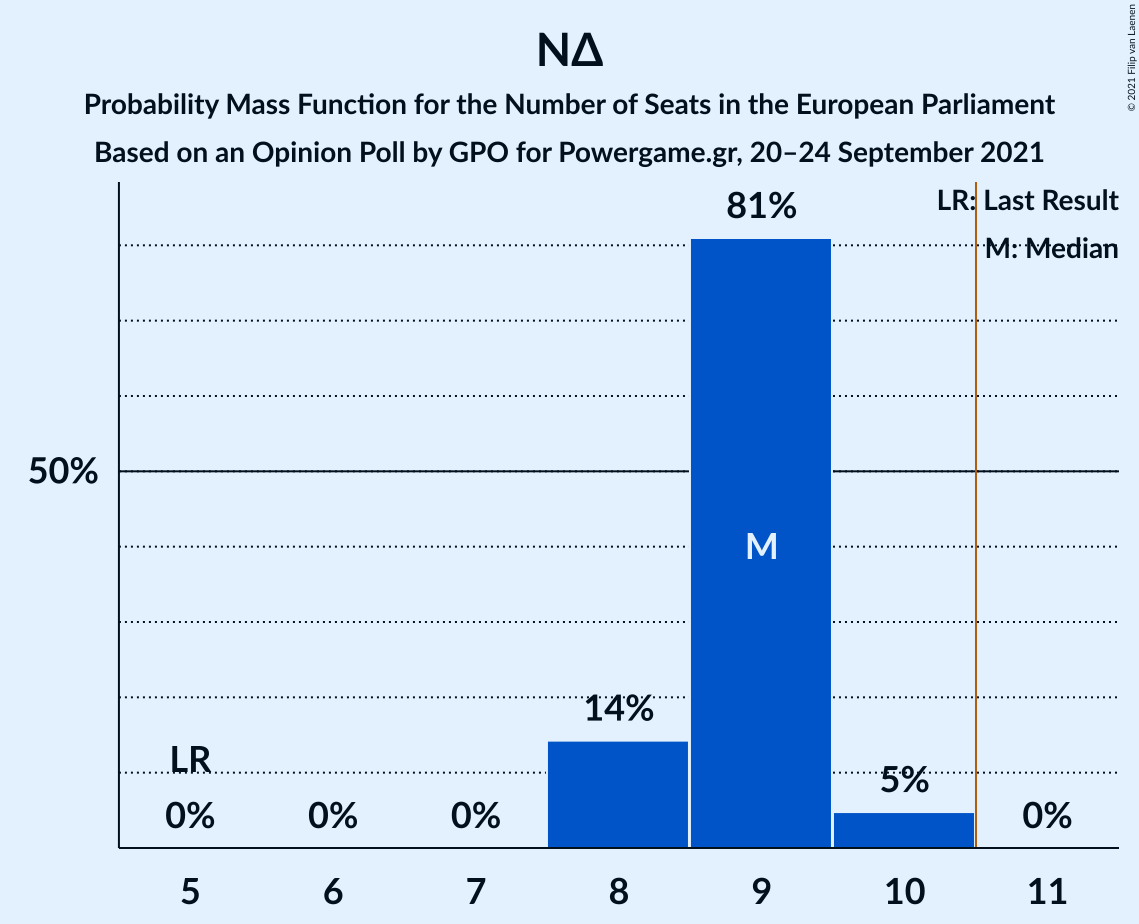 ΝΔ
Probability Mass Function for the Number of Seats in the European Parliament
Based on an Opinion Poll by GPO for Powergame.gr, 20–24 September 2021
© 2021 Filip van Laenen
LR: Last Result
M: Median
81%
50%
M
14%
LR
5%
0%
0%
0%
0%
5
6
7
8
9
10
11